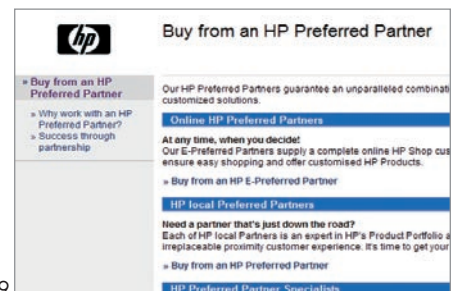 hp
Buy from an HP Preferred Partner
» Buy from an HP
Preferred Partner
» Why work with an HP
Preferred Partner?
» Success through
partnership
Our HP Preferred Partners guarantee an unparalleled
customized solutions.
Online HP Preferred Partners
At any time, when you decide!
Our E-Preferred Partners supply a complete online HP Shop
ensure easy shopping and offer customised HP Products.
» Buy from an HP E-Preferred Partner
HP local Preferred Partners
Need a partner that's just down the road?
Each of HP local Partners is an expert in HP's Product Portfolio
irreplaceable proximity customer experience. It's time to get your
» Buy from an HP Preferred Partner
HP Preferred Partner Specialists